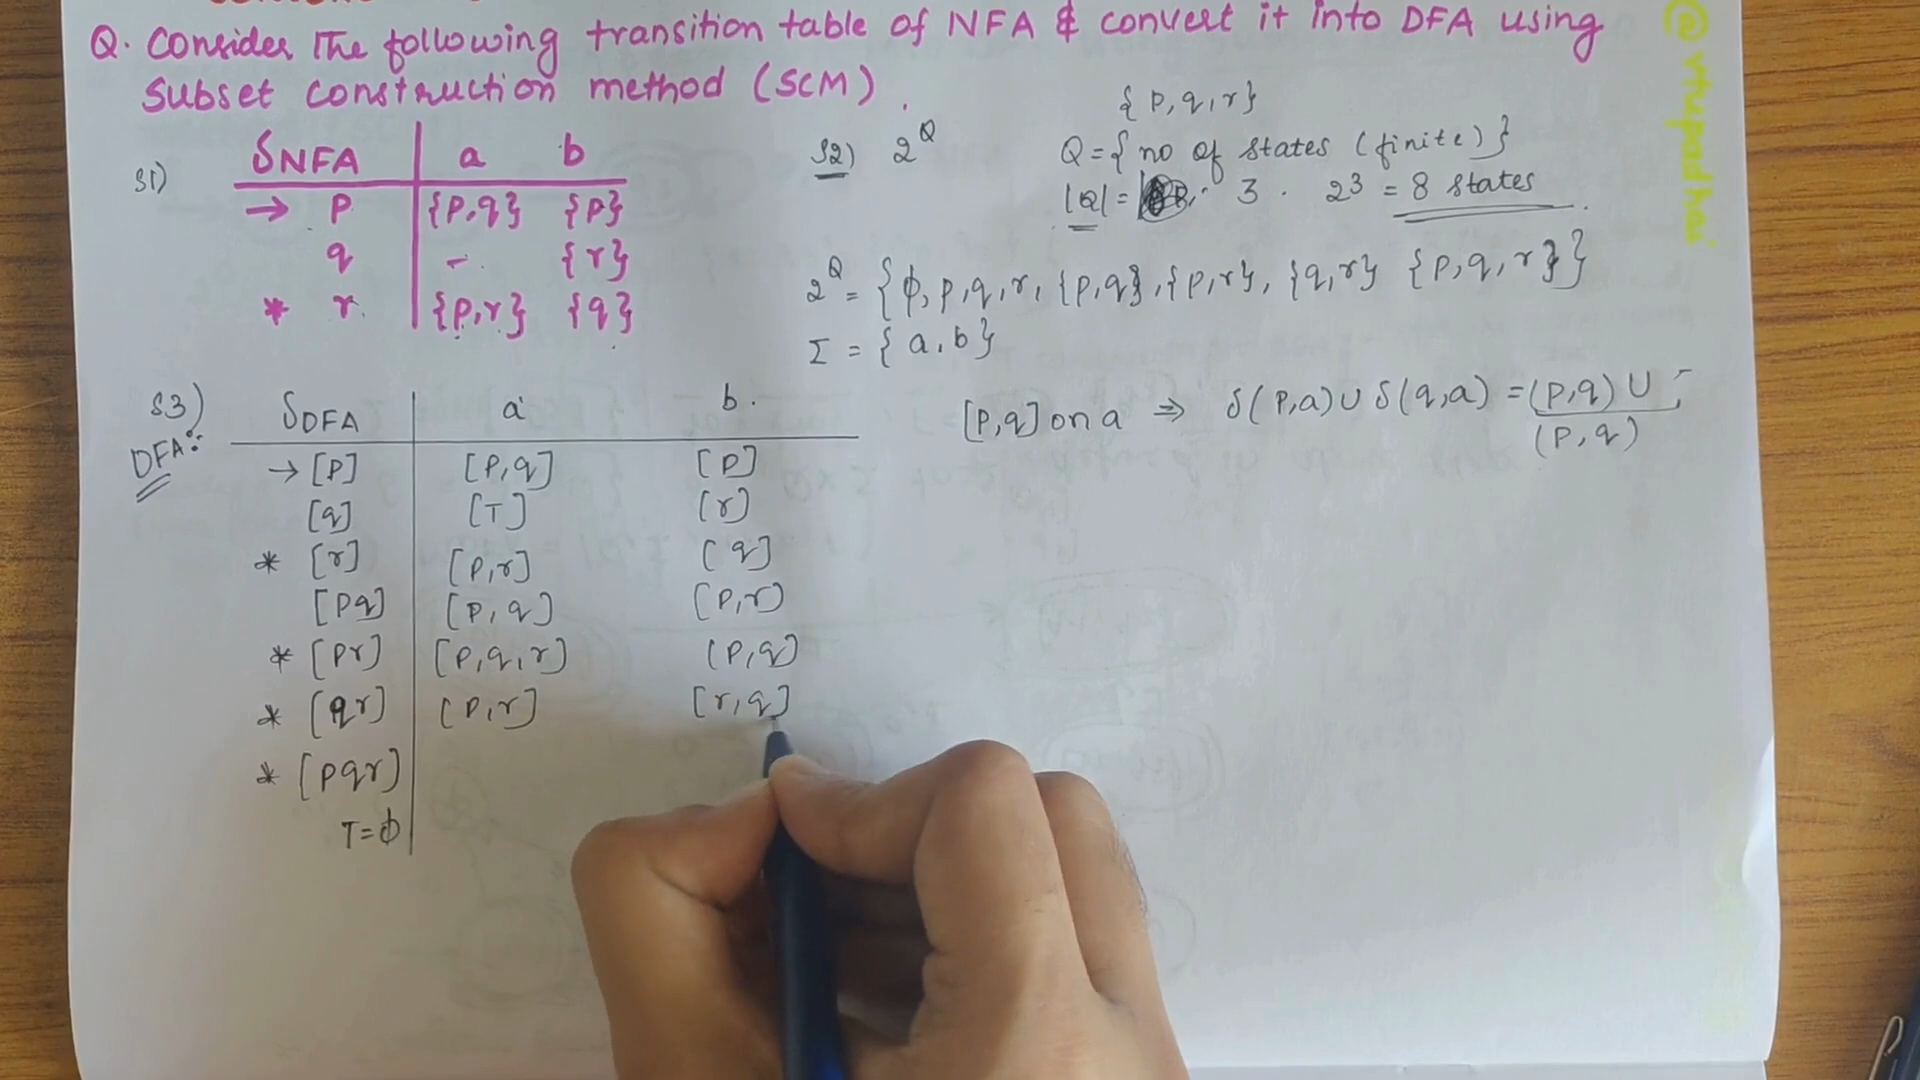 Q. Consider The following transition table of NFA & convert it into DFA using
Subset construction method (SCM).
S1)
δNFA a b
→ p {p,q} {p}
q - {r}
* r {p,r} {q}
{p,q,r}
S2) 2^Q
Q = {no of states (finite)}
|Q| = 3. 2^3 = 8 states
2^Q = {ϕ, p, q, r, {p,q}, {p,r}, {q,r} {p,q,r}}
Σ = {a,b}
S3)
DFA:
δDFA a b.
→ [P] [P,q] [P]
[q] [T] [r]
* [r] [P,r] [q]
[Pq] [P,q] [P,r)
* [Pr] [P,q,r] (P,q)
* [qr] [P,r] [r,q]
* [pqr]
T=ϕ
[P,q] on a ⇒ δ(P,a) ∪ δ(q,a) = (P,q) ∪ -
(P,q)
@vtupadhai